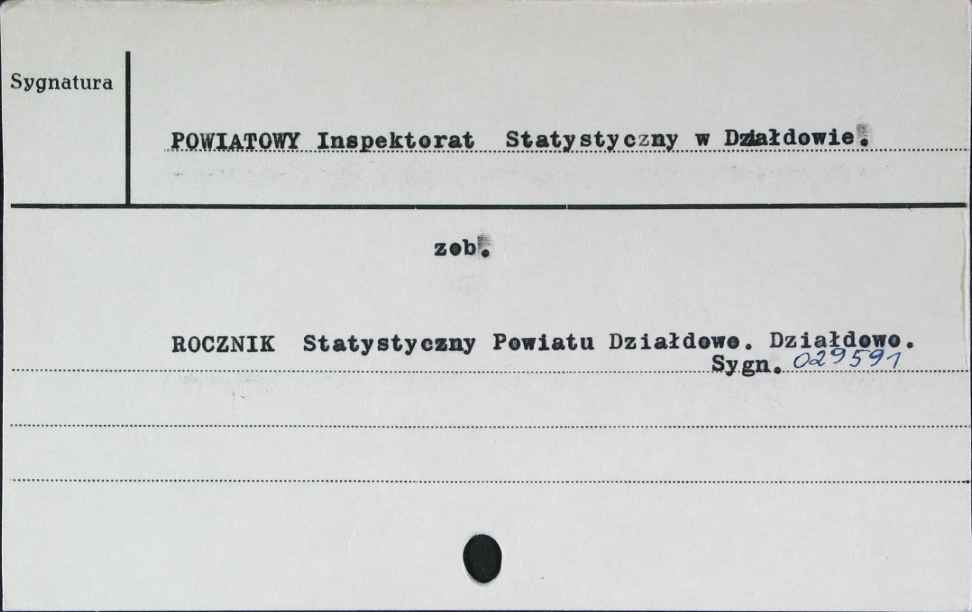 Sygnatura
POWIATOWY Inspektorat Statystyczny w Działdowie.
zob.
ROCZNIK Statystyczny Powiatu Działdowo. Działdowo.
Sygn. 029591